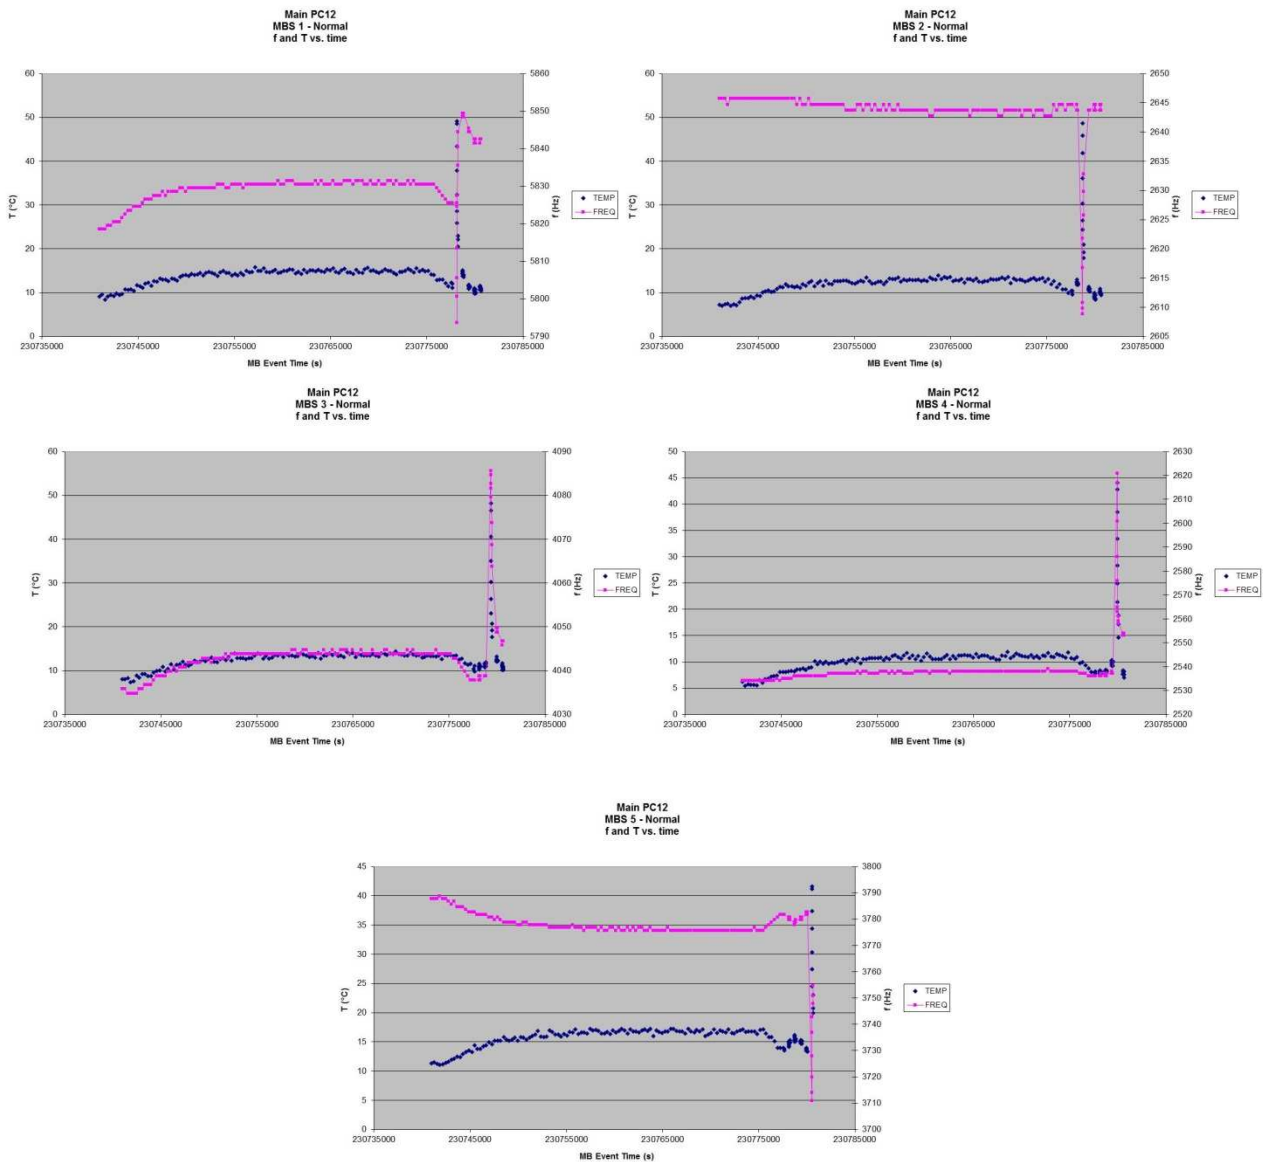 Main PC12
MBS 1 - Normal
f and T vs. time
60
50
40
30
20
10
0
T (°C)
5860
5850
5840
5830
5820
5810
5800
5790
f (Hz)
230735000 230745000 230755000 230765000 230775000 230785000
MB Event Time (s)
TEMP
FREQ
Main PC12
MBS 2 - Normal
f and T vs. time
60
50
40
30
20
10
0
T (°C)
2650
2645
2640
2635
2630
2625
2620
2615
2610
2605
f (Hz)
230735000 230745000 230755000 230765000 230775000 230785000
MB Event Time (s)
TEMP
FREQ
Main PC12
MBS 3 - Normal
f and T vs. time
60
50
40
30
20
10
0
T (°C)
4090
4080
4070
4060
4050
4040
4030
f (Hz)
230735000 230745000 230755000 230765000 230775000 230785000
MB Event Time (s)
TEMP
FREQ
Main PC12
MBS 4 - Normal
f and T vs. time
50
45
40
35
30
25
20
15
10
5
0
T (°C)
2630
2620
2610
2600
2590
2580
2570
2560
2550
2540
2530
2520
f (Hz)
230735000 230745000 230755000 230765000 230775000 230785000
MB Event Time (s)
TEMP
FREQ
Main PC12
MBS 5 - Normal
f and T vs. time
45
40
35
30
25
20
15
10
5
0
T (°C)
3800
3790
3780
3770
3760
3750
3740
3730
3720
3710
3700
f (Hz)
230735000 230745000 230755000 230765000 230775000 230785000
MB Event Time (s)
TEMP
FREQ